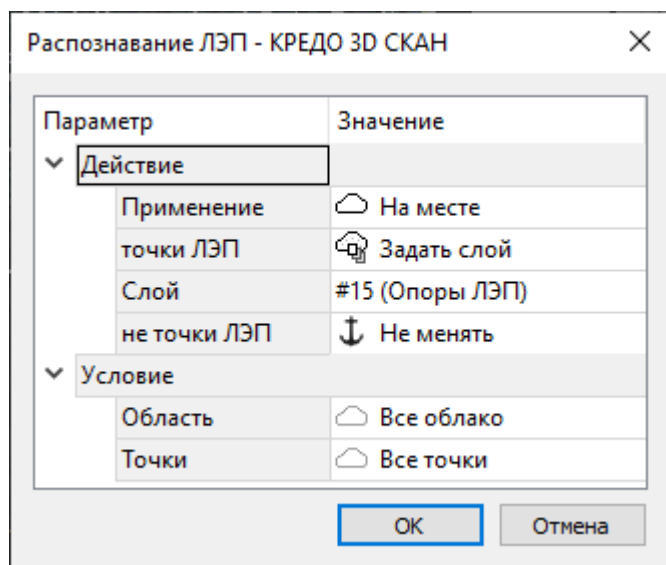 Распознавание ЛЭП - КРЕДО 3D СКАН
Параметр Значение
Действие
Применение На месте
точки ЛЭП Задать слой
Слой #15 (Опоры ЛЭП)
не точки ЛЭП Не менять
Условие
Область Все облако
Точки Все точки
ОК Отмена